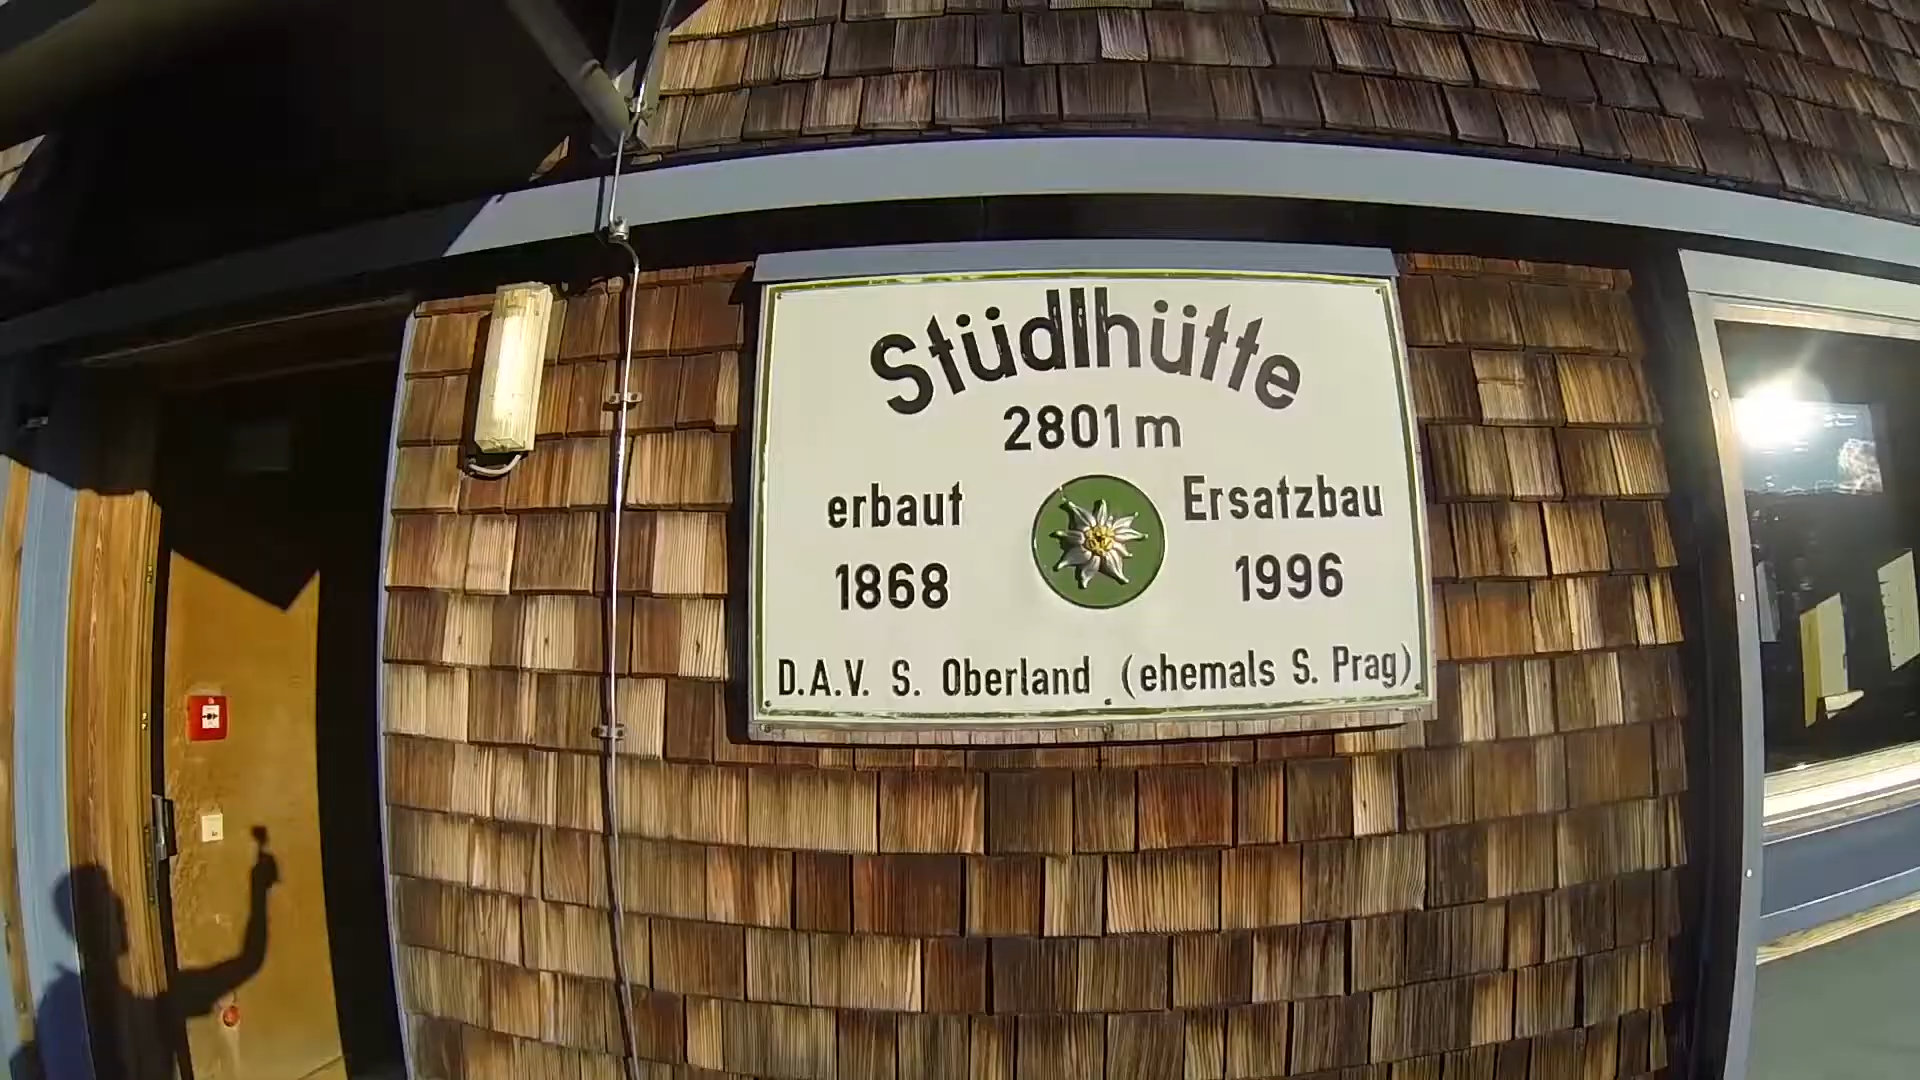 Stüdlhütte
2801 m
erbaut
1868
Ersatzbau
1996
D.A.V. S. Oberland (ehemals S. Prag)